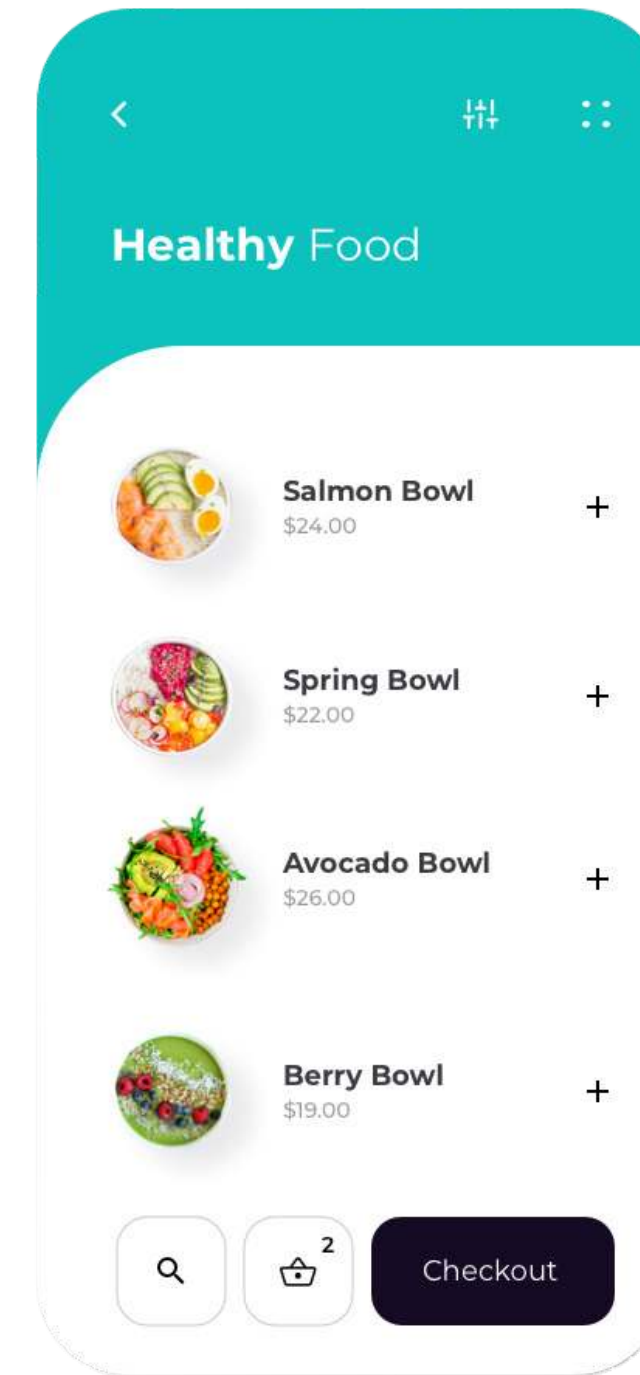 Healthy Food
Salmon Bowl
$24.00
Spring Bowl
$22.00
Avocado Bowl
$26.00
Berry Bowl
$19.00
2
Checkout